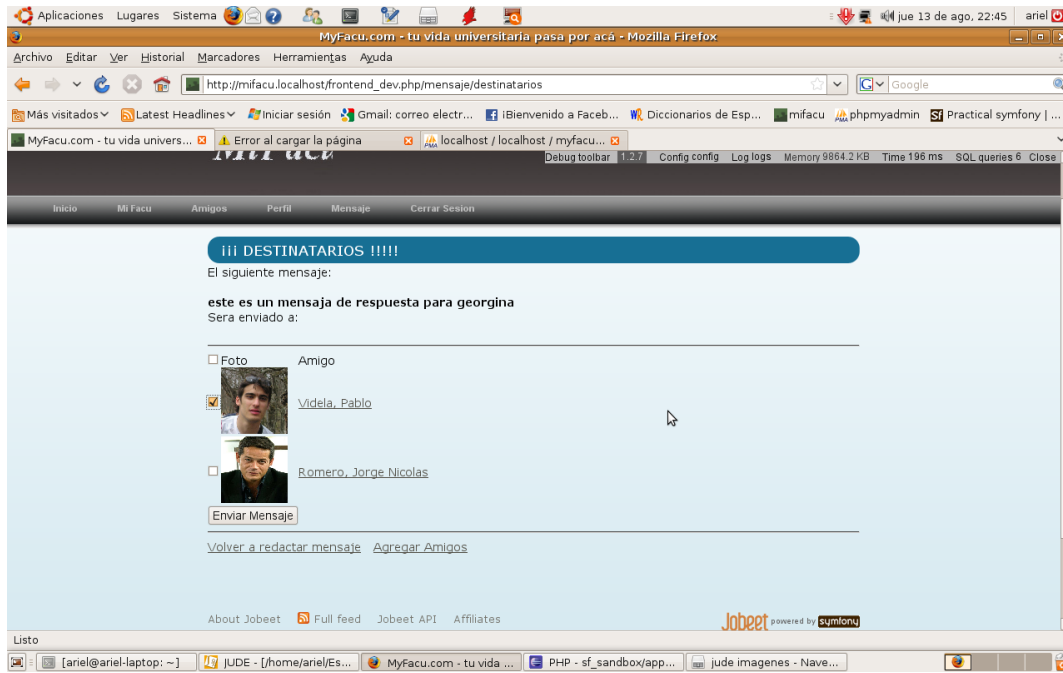 Aplicaciones Lugares Sistema jue 13 de ago, 22:45 ariel
MyFacu.com - tu vida universitaria pasa por acá - Mozilla Firefox
Archivo Editar Ver Historial Marcadores Herramientas Ayuda
http://mifacu.localhost/frontend_dev.php/mensaje/destinatarios Google
Más visitados Latest Headlines Iniciar sesión Gmail: correo electr... ¡Bienvenido a Faceb... Diccionarios de Esp... mifacu phpmyadmin Practical symfony | ...
MyFacu.com - tu vida univers... Error al cargar la página localhost / localhost / myfacu...
Mi Facu
Debug toolbar 1.2.7 Config config Log logs Memory 9864.2 KB Time 196 ms SQL queries 6 Close
Inicio Mi Facu Amigos Perfil Mensaje Cerrar Sesion
¡¡¡ DESTINATARIOS !!!!!
El siguiente mensaje:
este es un mensaja de respuesta para georgina
Sera enviado a:
Foto Amigo
Videla, Pablo
Romero, Jorge Nicolas
Enviar Mensaje
Volver a redactar mensaje Agregar Amigos
About Jobeet Full feed Jobeet API Affiliates Jobeet powered by symfony
Listo
[ariel@ariel-laptop: ~] JUDE - [/home/ariel/Es... MyFacu.com - tu vida ... PHP - sf_sandbox/app... jude imagenes - Nave...